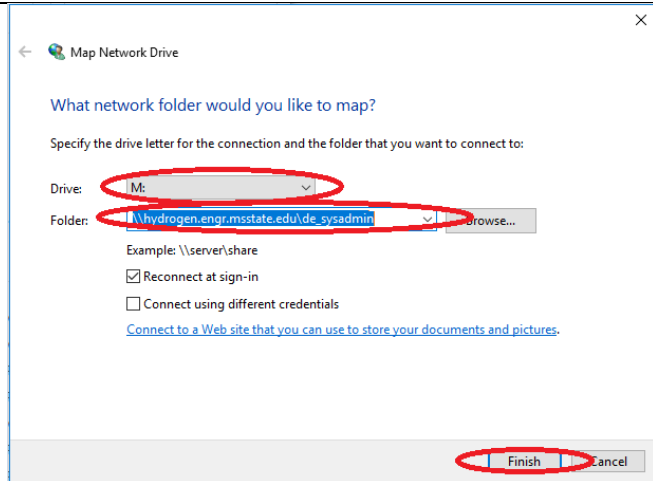 Map Network Drive
What network folder would you like to map?
Specify the drive letter for the connection and the folder that you want to connect to:
Drive: M:
Folder: \\hydrogen.engr.msstate.edu\de_sysadmin Browse...
Example: \\server\share
Reconnect at sign-in
Connect using different credentials
Connect to a Web site that you can use to store your documents and pictures.
Finish Cancel